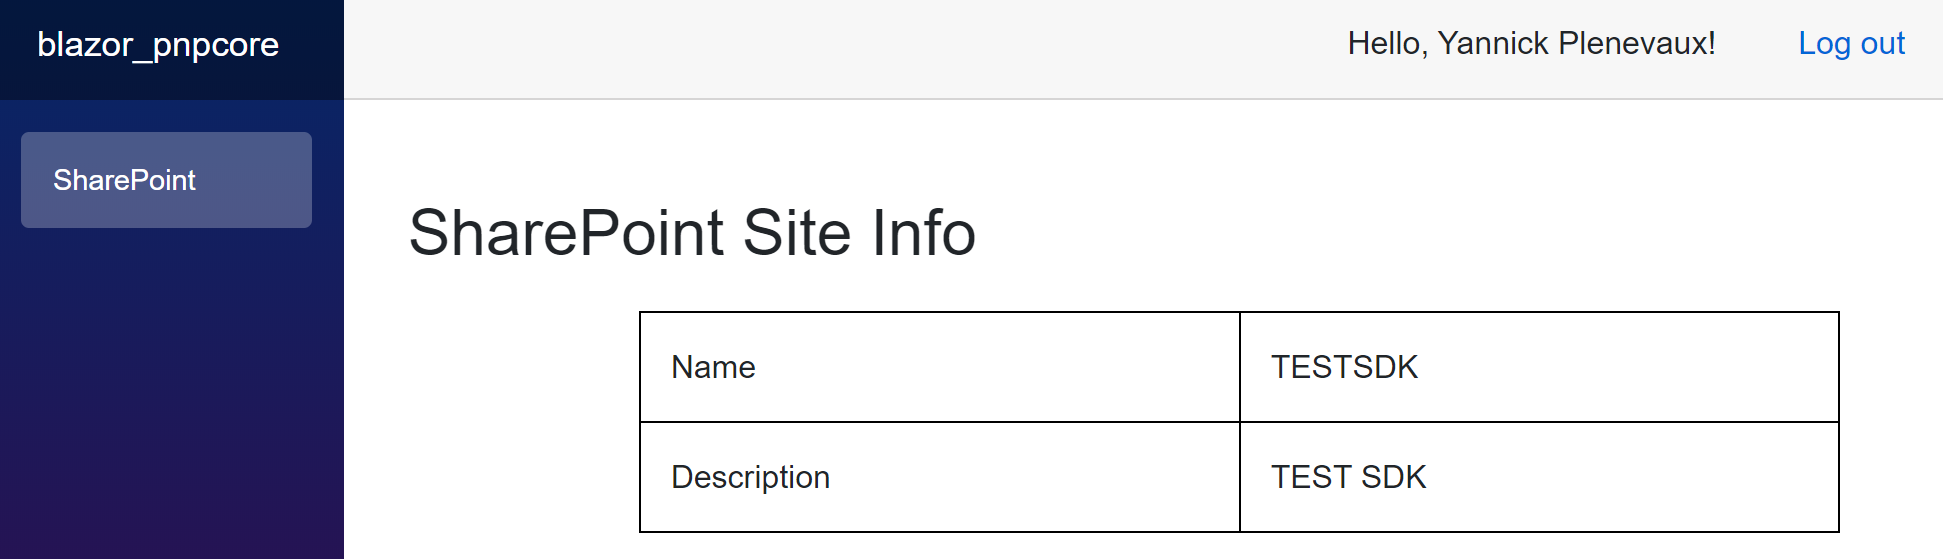 blazor_pnpcore
Hello, Yannick Plenevaux! Log out
SharePoint
SharePoint Site Info
Name TESTSDK
Description TEST SDK